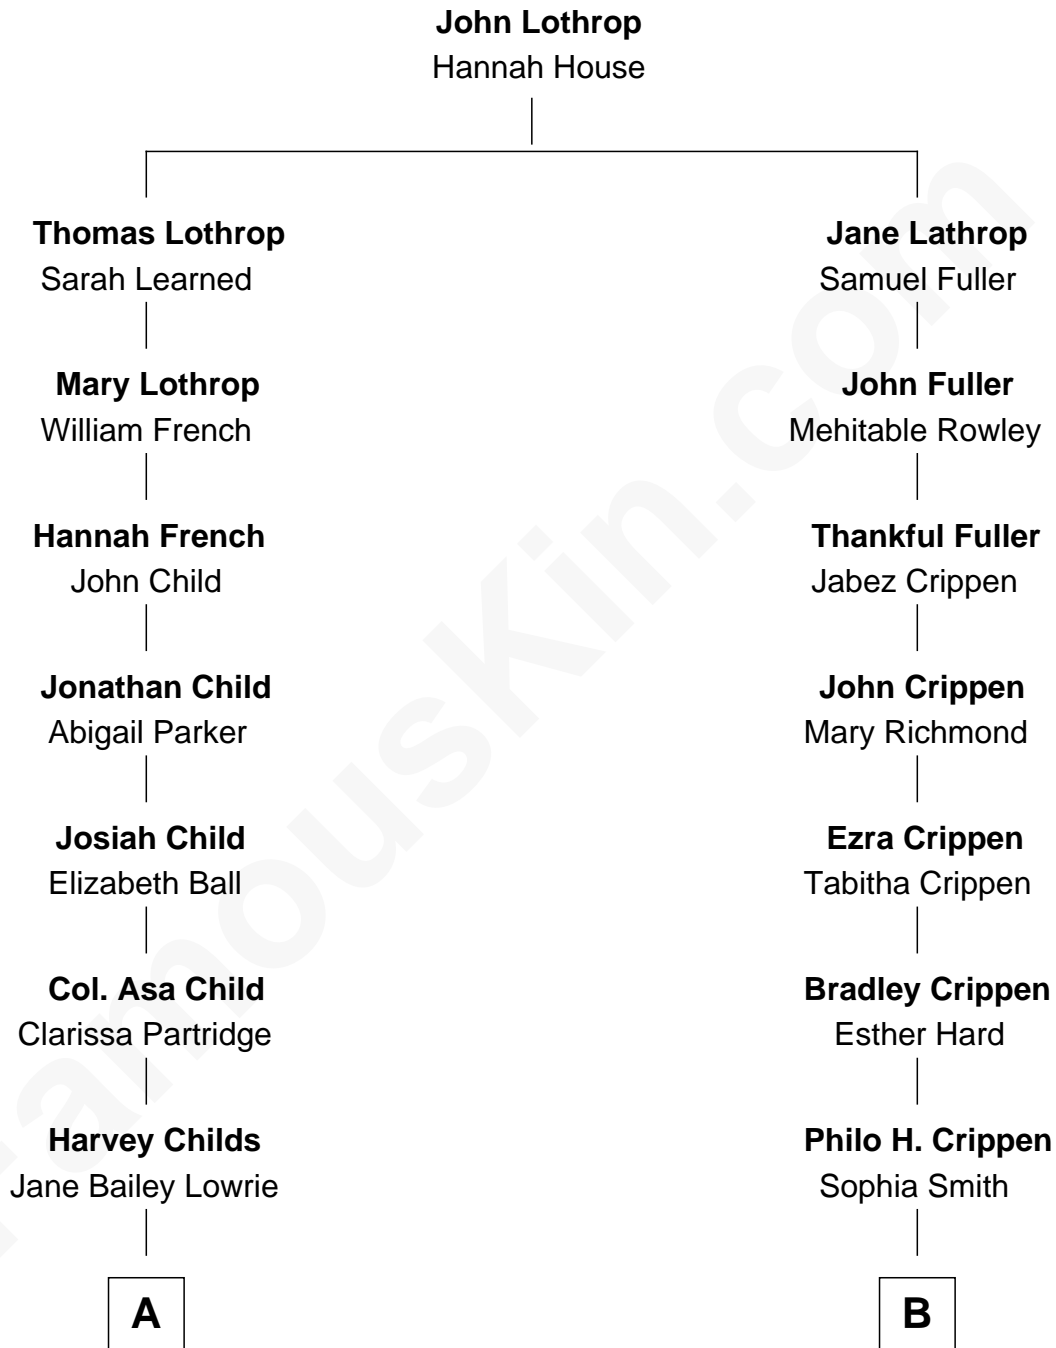 John Lothrop
Hannah House
Thomas Lothrop
Sarah Learned
Jane Lathrop
Samuel Fuller
Mary Lothrop
William French
John Fuller
Mehitable Rowley
Hannah French
John Child
Thankful Fuller
Jabez Crippen
Jonathan Child
Abigail Parker
John Crippen
Mary Richmond
Josiah Child
Elizabeth Ball
Ezra Crippen
Tabitha Crippen
Col. Asa Child
Clarissa Partridge
Bradley Crippen
Esther Hard
Harvey Childs
Jane Bailey Lowrie
Philo H. Crippen
Sophia Smith
A
B
FamousKin.com